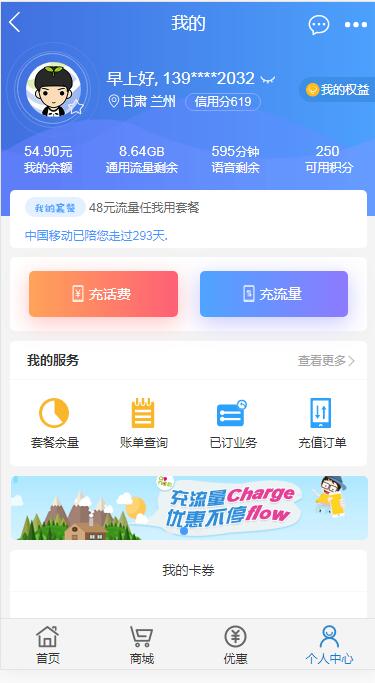 我的
早上好, 139****2032
甘肃 兰州 信用分619
我的权益
54.90元 8.64GB 595分钟 250
我的余额 通用流量剩余 语音剩余 可用积分
我的套餐 48元流量任我用套餐
中国移动已陪您走过293天.
充话费 充流量
我的服务 查看更多
套餐余量 账单查询 已订业务 充值订单
充流量Charge
优惠不停flow
我的卡券
首页 商城 优惠 个人中心